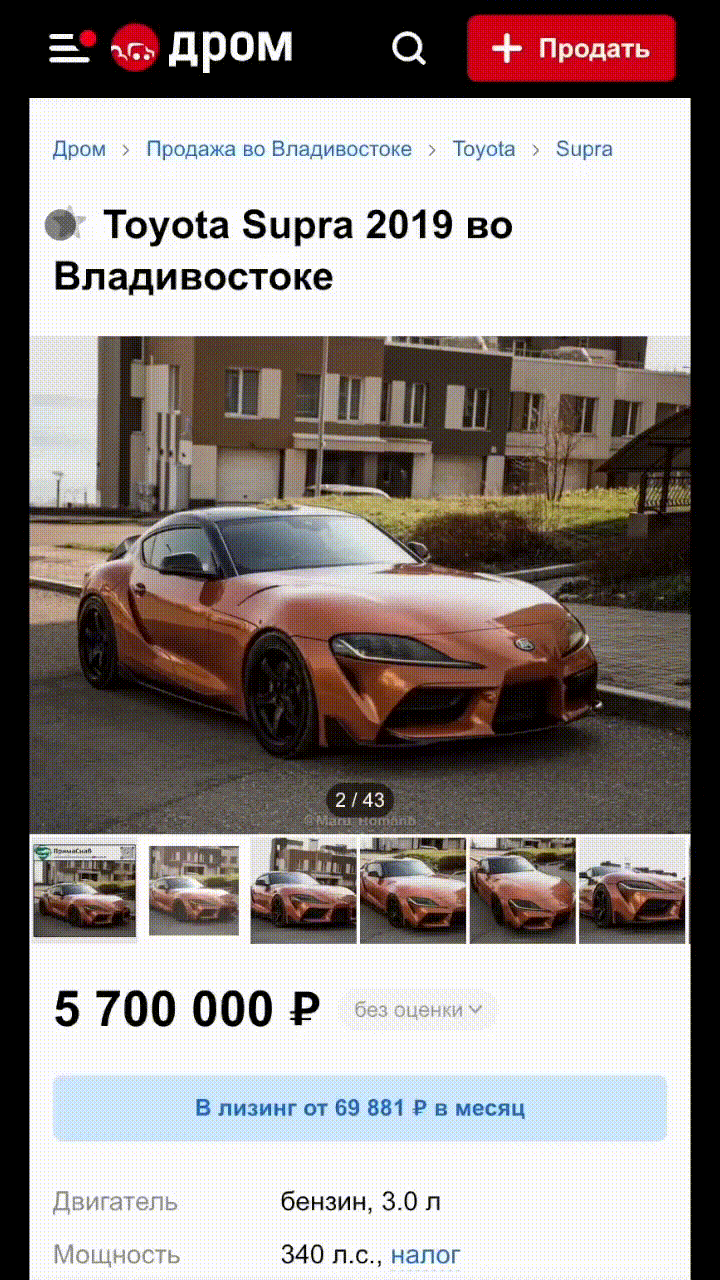 дром
Продать
Дром > Продажа во Владивостоке > Toyota > Supra
Toyota Supra 2019 во
Владивостоке
2 / 43
ПримаСнаб
5 700 000 ₽
без оценки
В лизинг от 69 881 ₽ в месяц
Двигатель бензин, 3.0 л
Мощность 340 л.с., налог